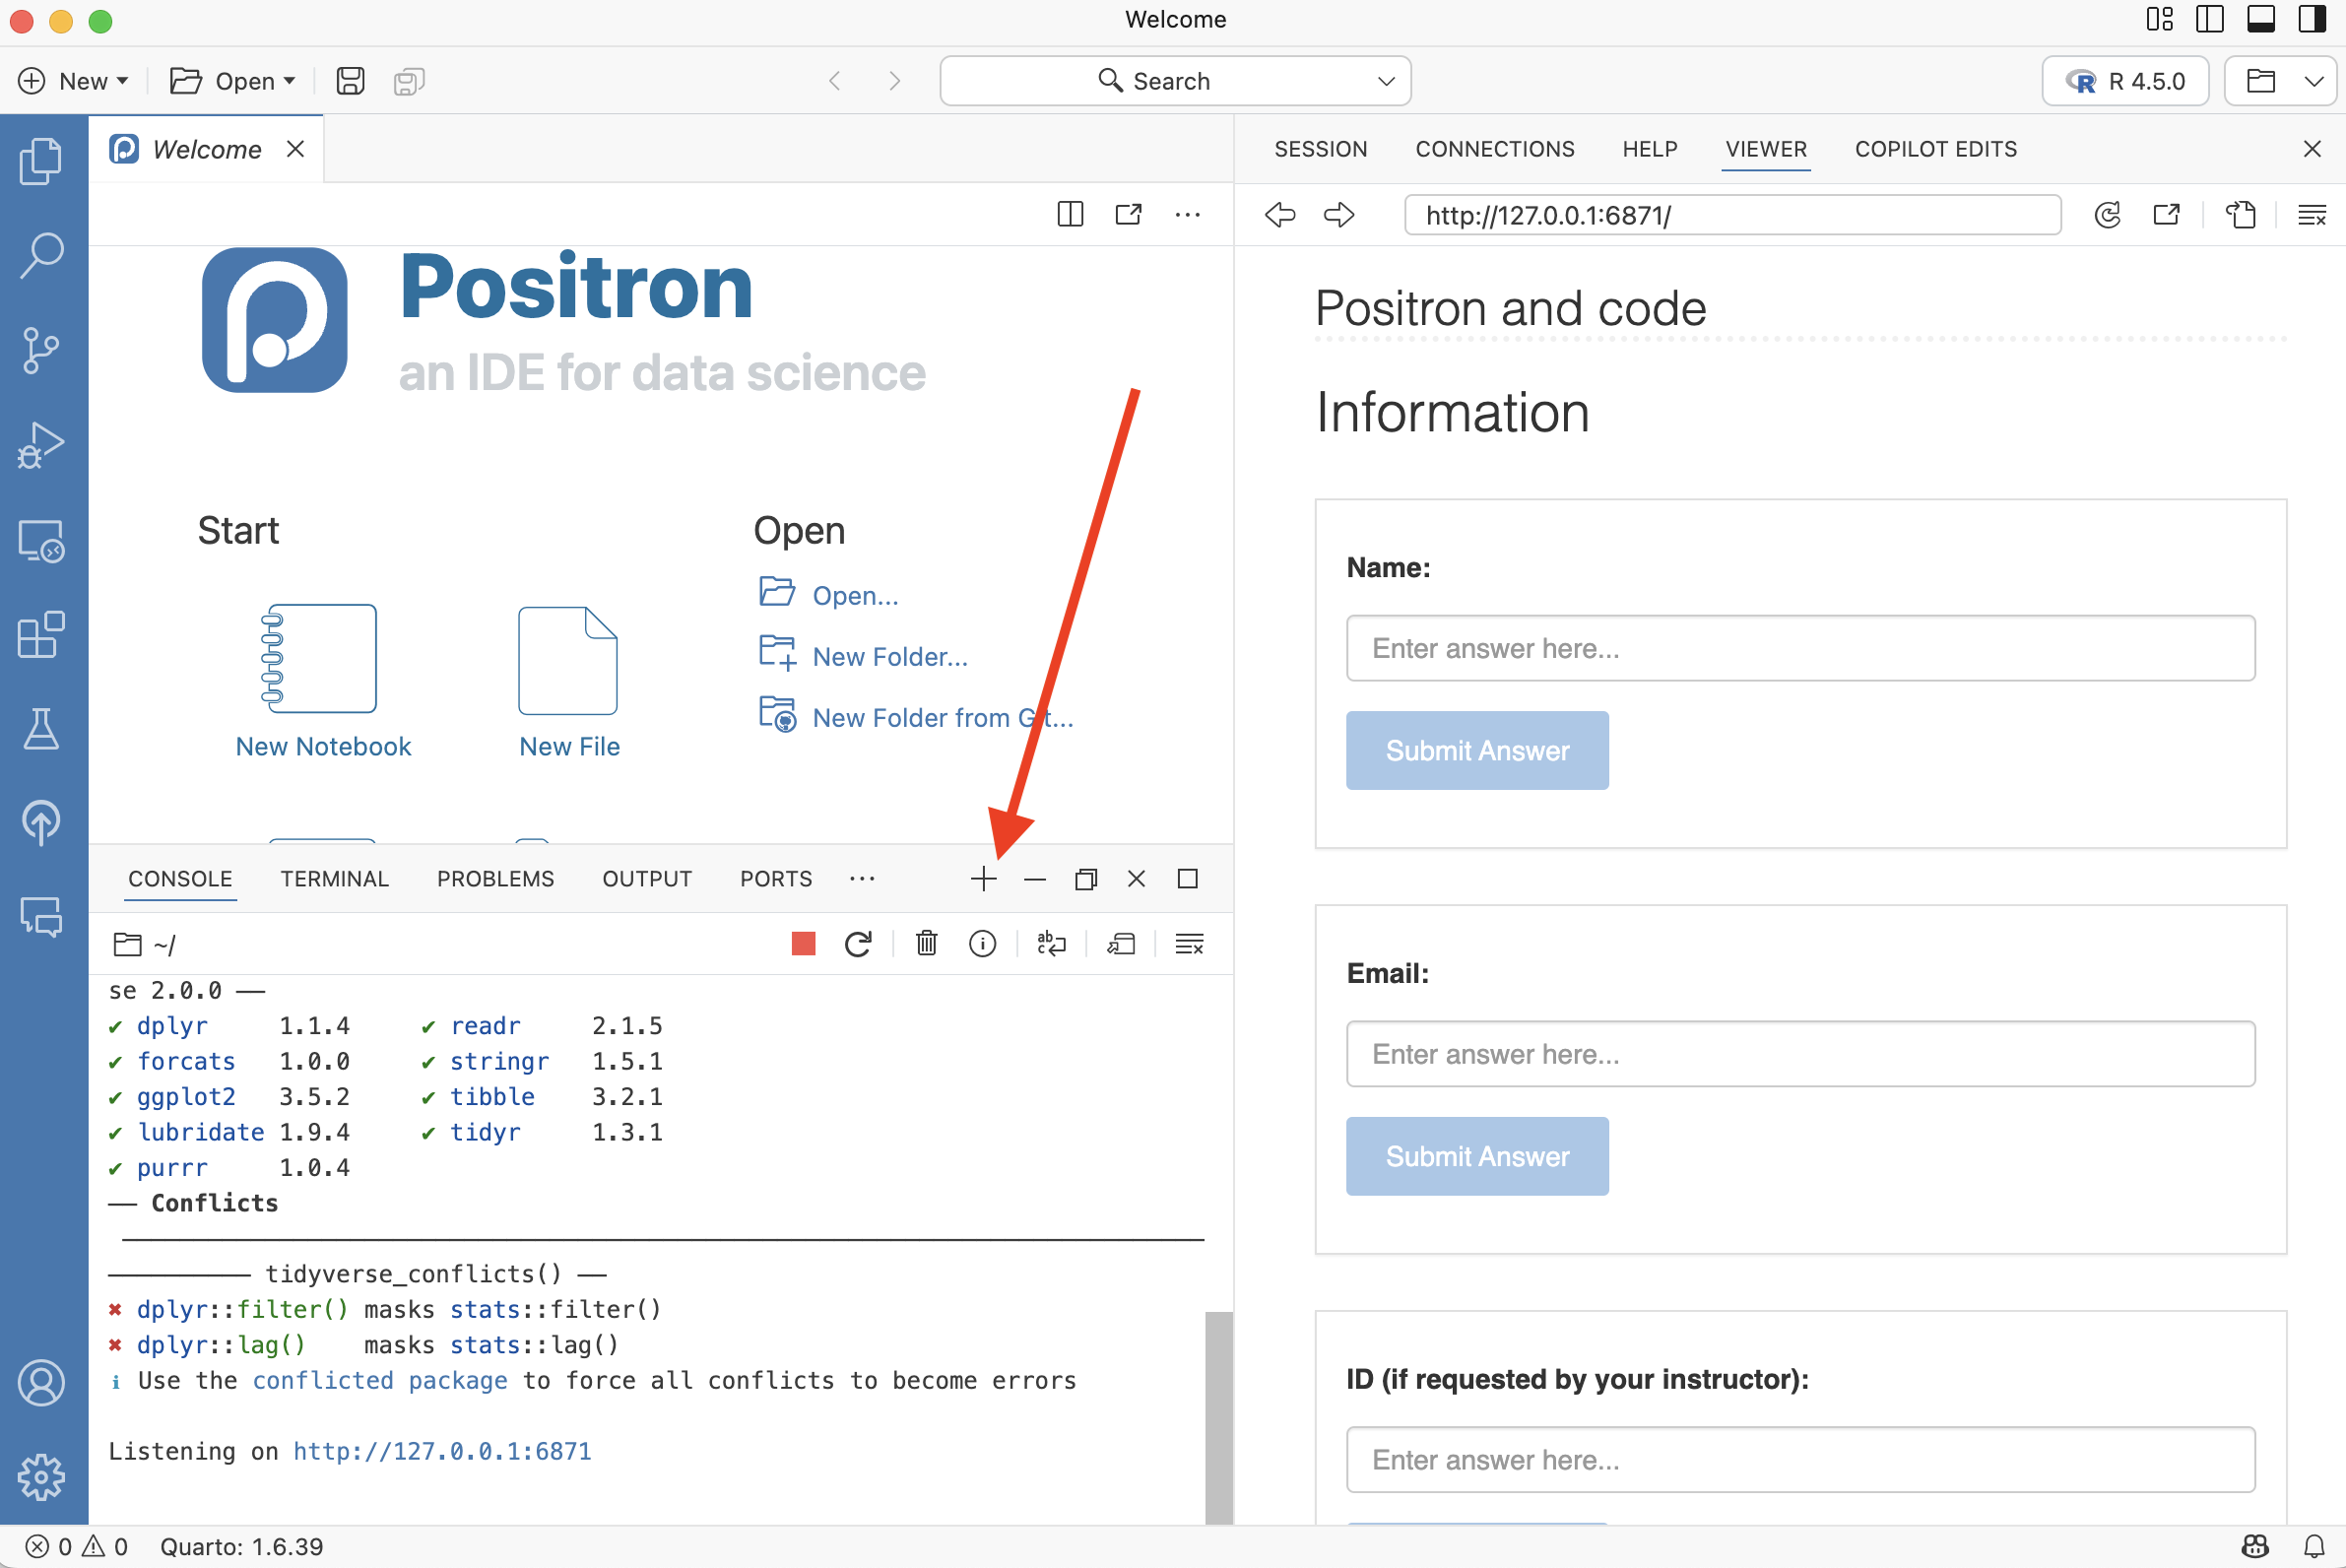 Welcome
New
Open
Search
R 4.5.0
Welcome
Positron
an IDE for data science
Start
New Notebook
New File
Open
Open...
New Folder...
New Folder from Git...
CONSOLE TERMINAL PROBLEMS OUTPUT PORTS
~/
se 2.0.0 ──
✔ dplyr 1.1.4 ✔ readr 2.1.5
✔ forcats 1.0.0 ✔ stringr 1.5.1
✔ ggplot2 3.5.2 ✔ tibble 3.2.1
✔ lubridate 1.9.4 ✔ tidyr 1.3.1
✔ purrr 1.0.4
── Conflicts
────────── tidyverse_conflicts() ──
✖ dplyr::filter() masks stats::filter()
✖ dplyr::lag() masks stats::lag()
ℹ Use the conflicted package to force all conflicts to become errors
Listening on http://127.0.0.1:6871
SESSION CONNECTIONS HELP VIEWER COPILOT EDITS
http://127.0.0.1:6871/
Positron and code
Information
Name:
Enter answer here...
Submit Answer
Email:
Enter answer here...
Submit Answer
ID (if requested by your instructor):
Enter answer here...
0 0 Quarto: 1.6.39